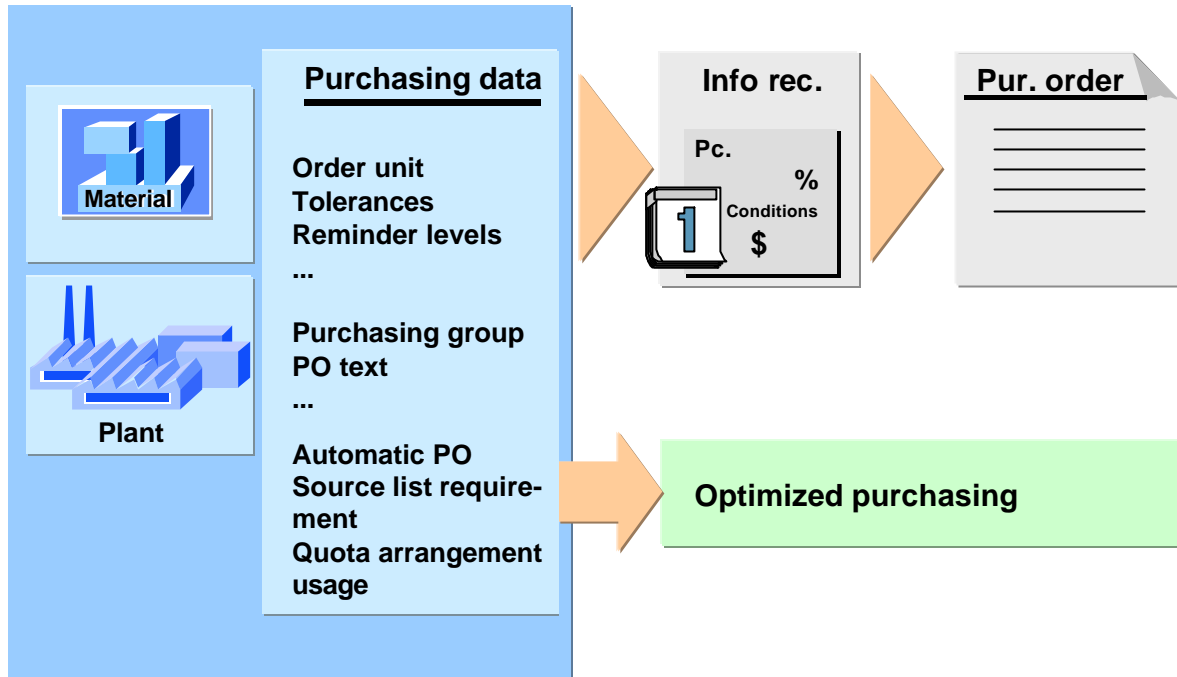 Purchasing data
Material
Plant
Order unit
Tolerances
Reminder levels
...
Purchasing group
PO text
...
Automatic PO
Source list require-
ment
Quota arrangement
usage
Info rec.
Pc.
%
Conditions
$
1
Pur. order
Optimized purchasing